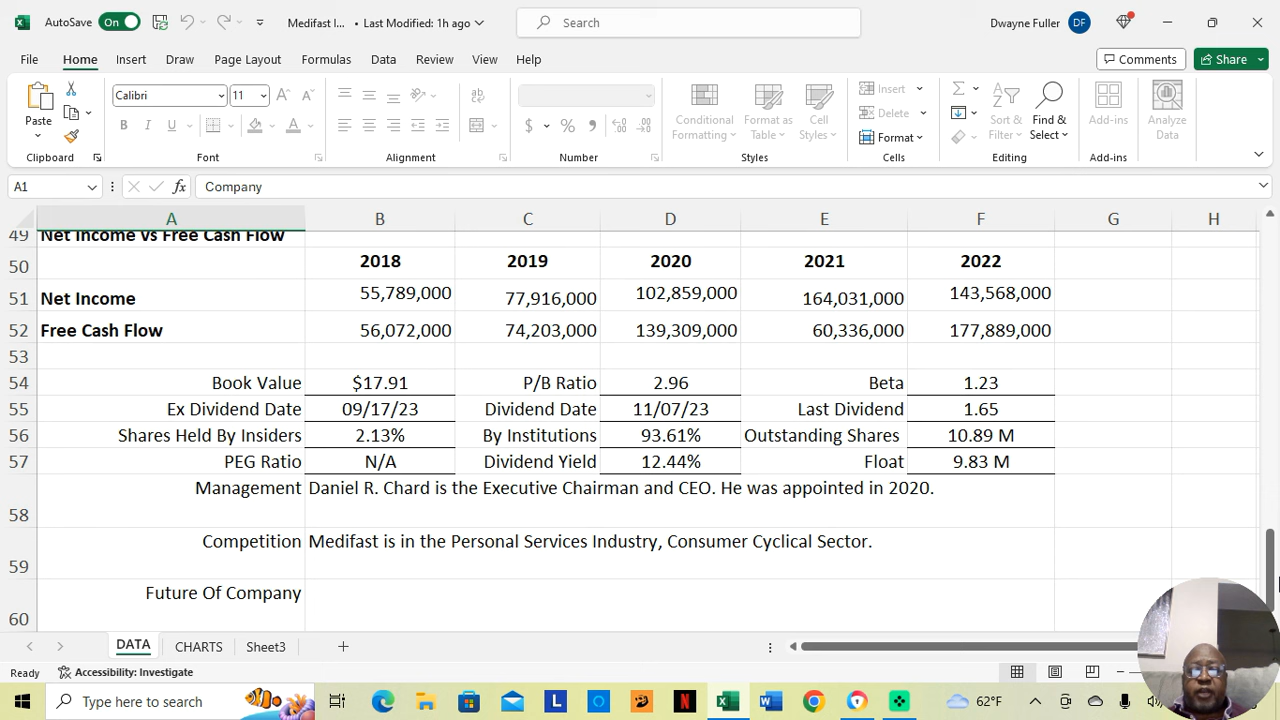 AutoSave On Medifast I... • Last Modified: 1h ago Search Dwayne Fuller DF
File Home Insert Draw Page Layout Formulas Data Review View Help Comments Share
Paste Calibri 11 Insert Delete Format
B I U $ % Conditional Formatting Format as Table Cell Styles Sort & Filter Find & Select Add-ins Analyze Data
Clipboard Font Alignment Number Styles Cells Editing Add-ins
A1 fx Company
A B C D E F G H
49 Net Income vs Free Cash Flow
50 2018 2019 2020 2021 2022
51 Net Income 55,789,000 77,916,000 102,859,000 164,031,000 143,568,000
52 Free Cash Flow 56,072,000 74,203,000 139,309,000 60,336,000 177,889,000
53
54 Book Value $17.91 P/B Ratio 2.96 Beta 1.23
55 Ex Dividend Date 09/17/23 Dividend Date 11/07/23 Last Dividend 1.65
56 Shares Held By Insiders 2.13% By Institutions 93.61% Outstanding Shares 10.89 M
57 PEG Ratio N/A Dividend Yield 12.44% Float 9.83 M
58 Management Daniel R. Chard is the Executive Chairman and CEO. He was appointed in 2020.
59 Competition Medifast is in the Personal Services Industry, Consumer Cyclical Sector.
60 Future Of Company
DATA CHARTS Sheet3
Ready Accessibility: Investigate
Type here to search 62°F